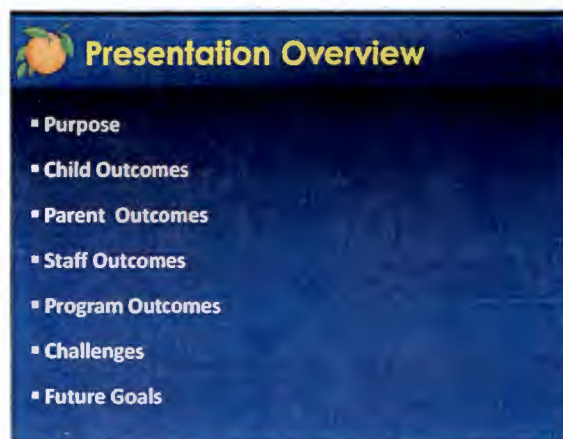 Presentation Overview
▪ Purpose
▪ Child Outcomes
▪ Parent Outcomes
▪ Staff Outcomes
▪ Program Outcomes
▪ Challenges
▪ Future Goals